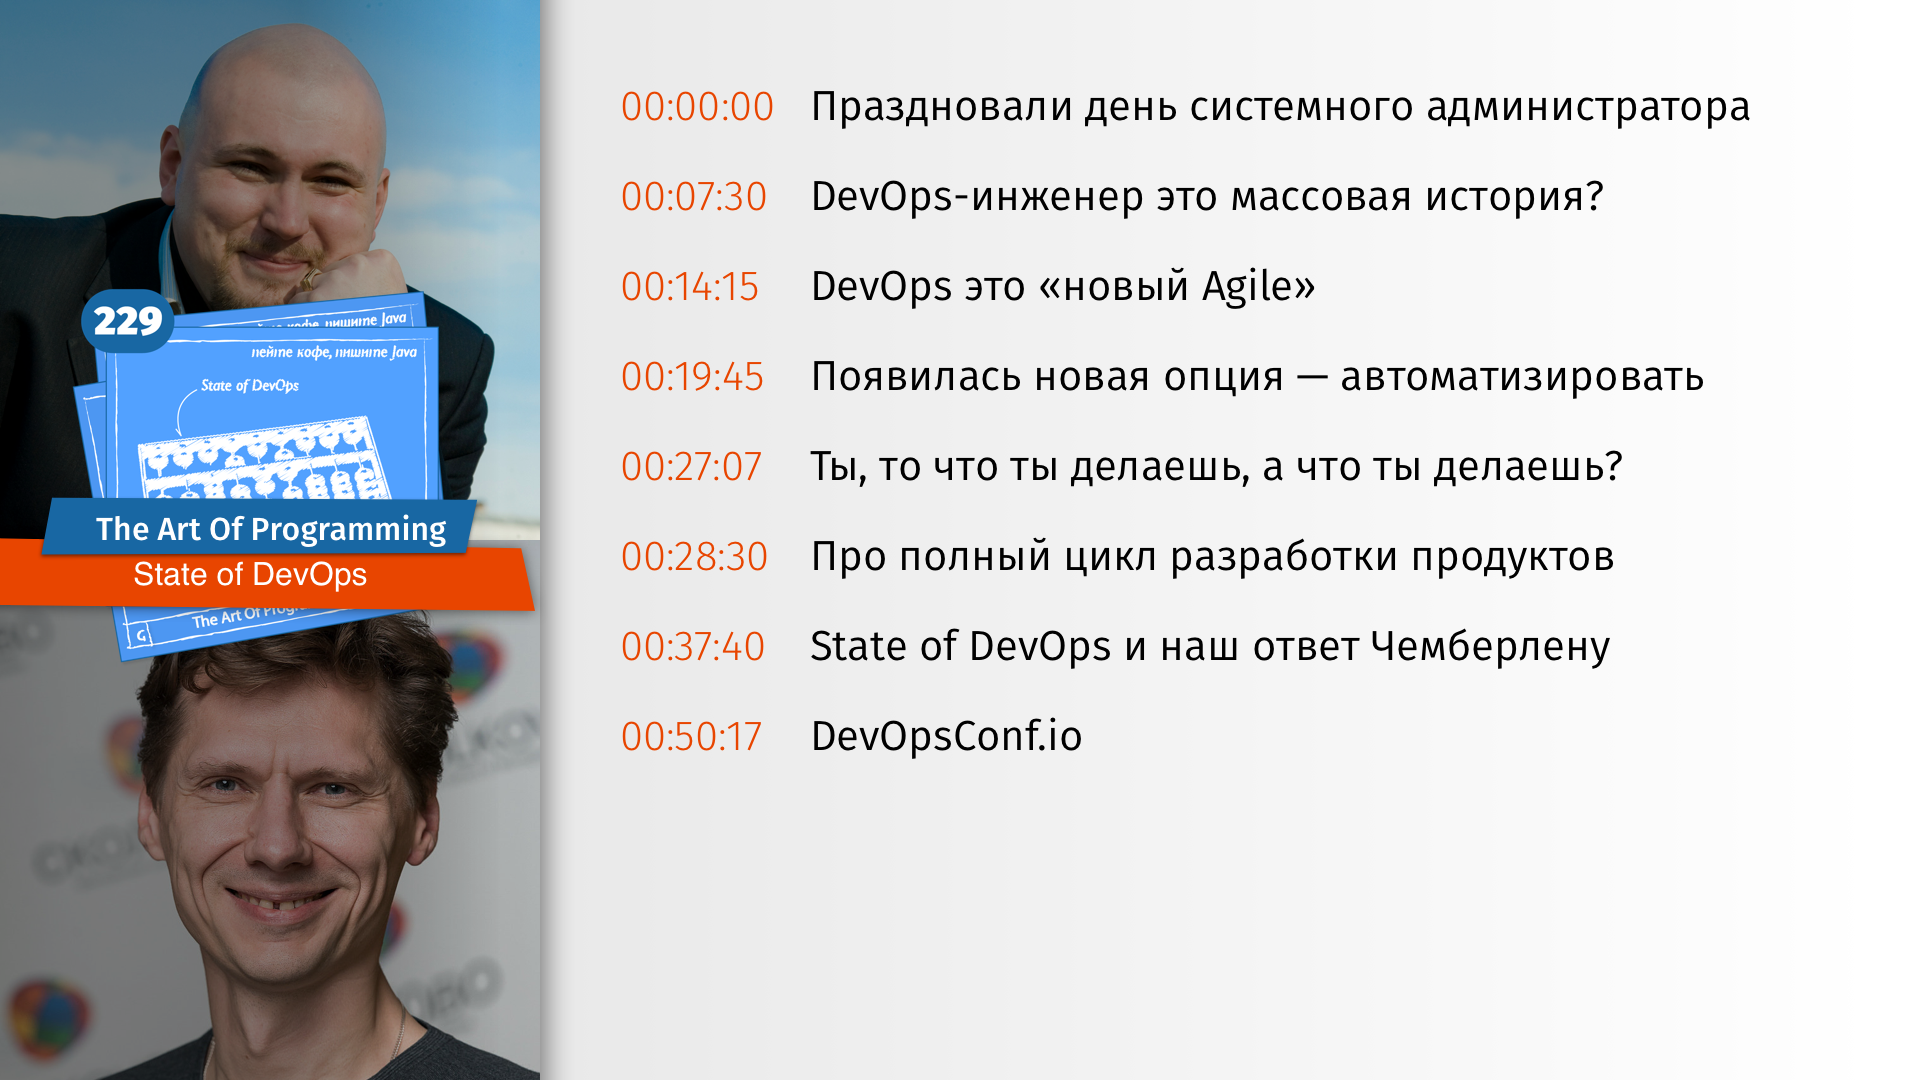 229
кофе, пишите Java
пейте кофе, пишите Java
State of DevOps
The Art Of Programming
State of DevOps
The Art Of
G
00:00:00 Праздновали день системного администратора
00:07:30 DevOps-инженер это массовая история?
00:14:15 DevOps это «новый Agile»
00:19:45 Появилась новая опция — автоматизировать
00:27:07 Ты, то что ты делаешь, а что ты делаешь?
00:28:30 Про полный цикл разработки продуктов
00:37:40 State of DevOps и наш ответ Чемберлену
00:50:17 DevOpsConf.io